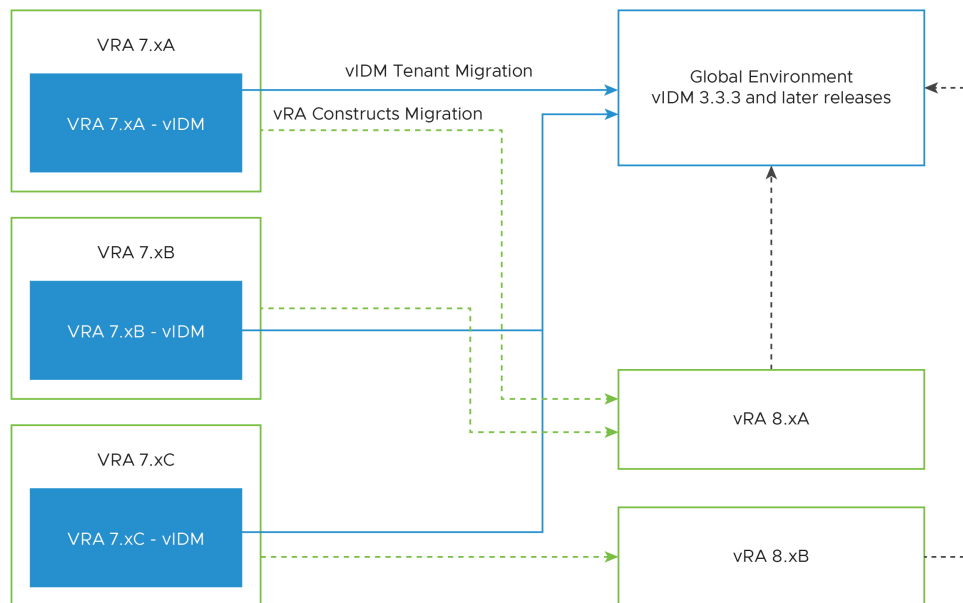 VRA 7.xA
VRA 7.xA - vIDM
vIDM Tenant Migration
vRA Constructs Migration
Global Environment
vIDM 3.3.3 and later releases
VRA 7.xB
VRA 7.xB - vIDM
vRA 8.xA
VRA 7.xC
VRA 7.xC - vIDM
vRA 8.xB